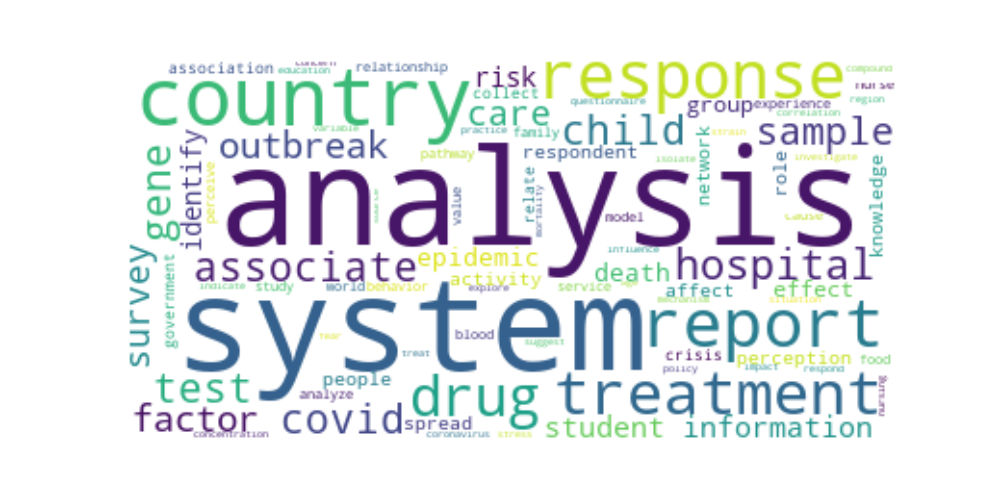 association
education
relationship
country
risk
response
compound
nurse
collect
care
questionnaire
group
experience
region
correlation
variable
practice
family
child
sample
strain
outbreak
identify
gene
pathway
respondent
isolate
network
role
investigate
knowledge
perceive
source
value
relate
mortality
analysis
model
cause
survey
government
associate
epidemic
activity
influence
death
hospital
indicate
study
world
behavior
explore
service
age
affect
effect
mechanism
situation
system
report
fear
blood
suggest
treat
crisis
policy
perception
impact
food
respond
test
people
analyze
drug
treatment
nursing
factor
covid
spread
student
information
concentration
coronavirus
stress